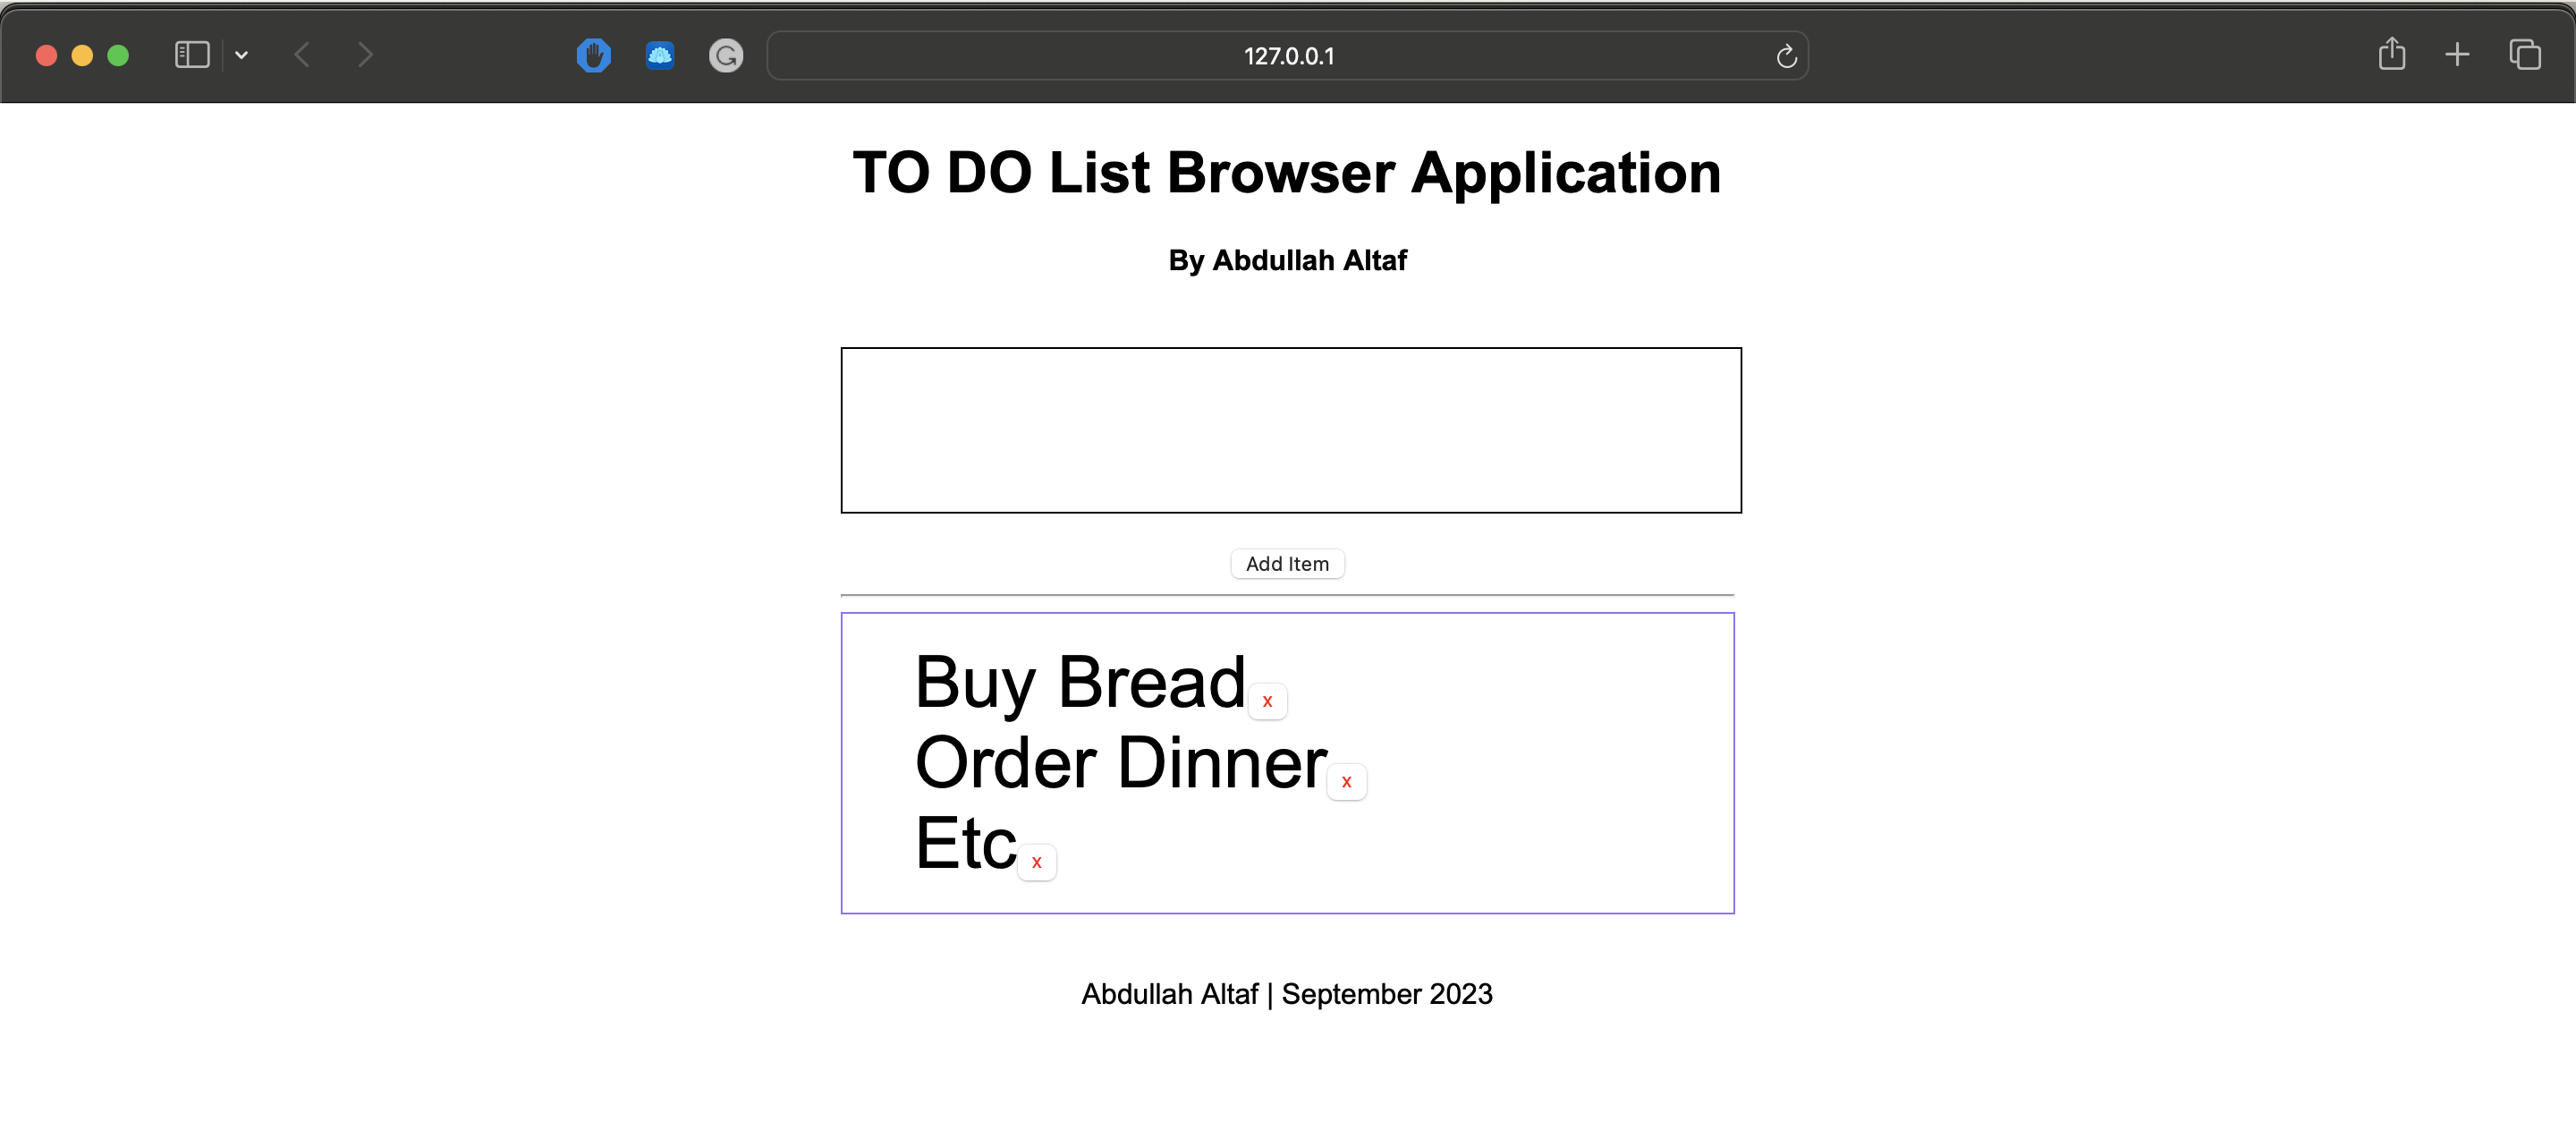 127.0.0.1
TO DO List Browser Application
By Abdullah Altaf
Add Item
Buy Bread x
Order Dinner x
Etc x
Abdullah Altaf | September 2023